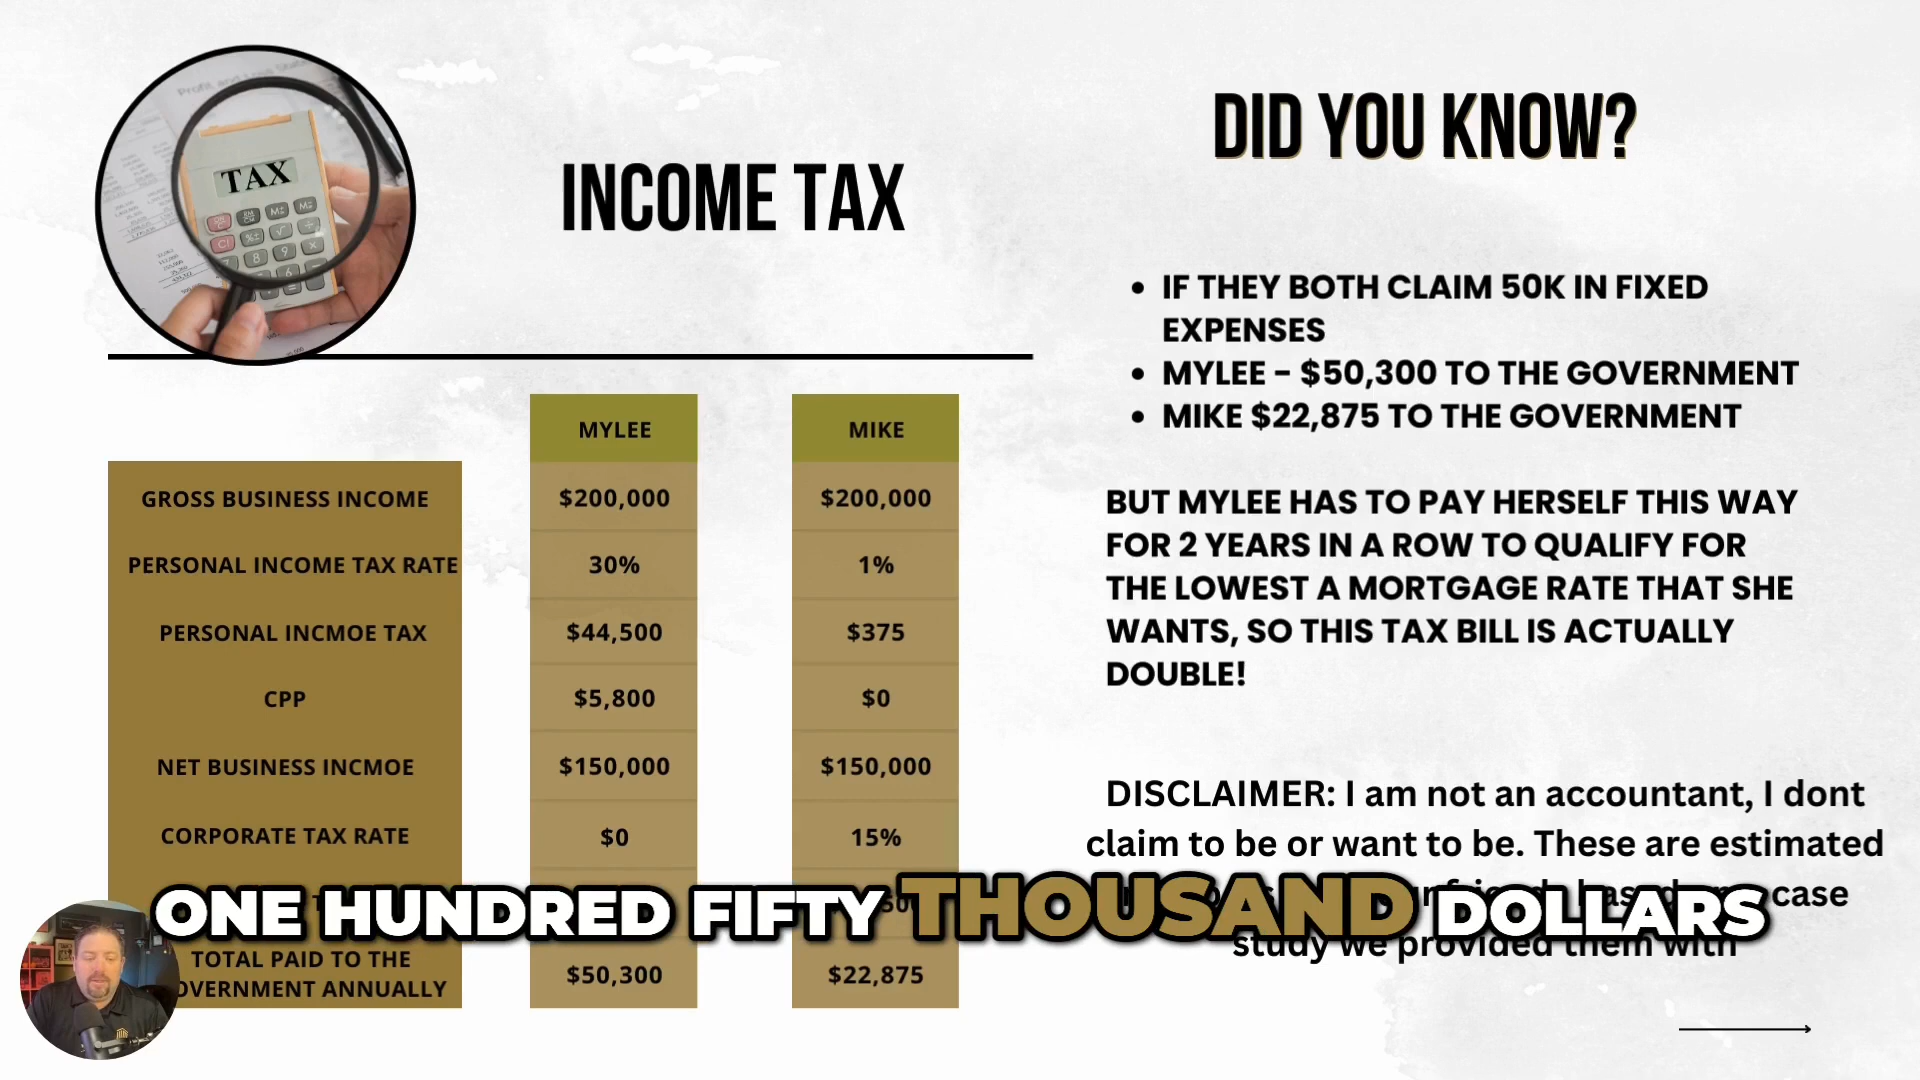 TAX
INCOME TAX
MYLEE MIKE
GROSS BUSINESS INCOME $200,000 $200,000
PERSONAL INCOME TAX RATE 30% 1%
PERSONAL INCMOE TAX $44,500 $375
CPP $5,800 $0
NET BUSINESS INCMOE $150,000 $150,000
CORPORATE TAX RATE $0 15%
TOTAL PAID TO THE
OVERNMENT ANNUALLY $50,300 $22,875
DID YOU KNOW?
• IF THEY BOTH CLAIM 50K IN FIXED
EXPENSES
• MYLEE - $50,300 TO THE GOVERNMENT
• MIKE $22,875 TO THE GOVERNMENT
BUT MYLEE HAS TO PAY HERSELF THIS WAY
FOR 2 YEARS IN A ROW TO QUALIFY FOR
THE LOWEST A MORTGAGE RATE THAT SHE
WANTS, SO THIS TAX BILL IS ACTUALLY
DOUBLE!
DISCLAIMER: I am not an accountant, I dont
claim to be or want to be. These are estimated
case
study we provided them with
ONE HUNDRED FIFTY THOUSAND DOLLARS